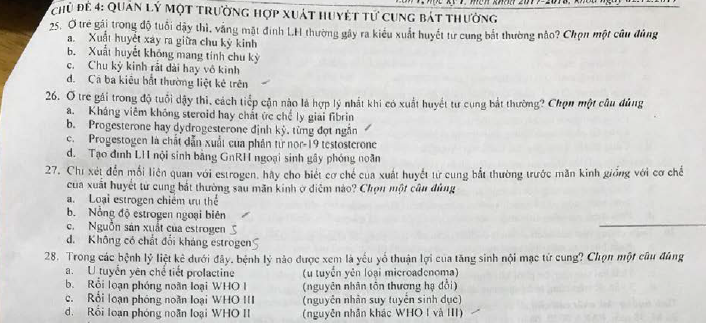 CHỦ ĐỀ 4: QUẢN LÝ MỘT TRƯỜNG HỢP XUẤT HUYẾT TỬ CUNG BẤT THƯỜNG
25. Ở trẻ gái trong độ tuổi dậy thì, vắng mặt đỉnh LH thường gây ra kiểu xuất huyết tử cung bất thường nào? Chọn một câu đúng
a. Xuất huyết xảy ra giữa chu kỳ kinh
b. Xuất huyết không mang tính chu kỳ
c. Chu kỳ kinh rất dài hay vô kinh
d. Cả ba kiểu bất thường liệt kê trên
26. Ở trẻ gái trong độ tuổi dậy thì, cách tiếp cận nào là hợp lý nhất khi có xuất huyết tử cung bất thường? Chọn một câu đúng
a. Kháng viêm không steroid hay chất ức chế ly giải fibrin
b. Progesterone hay dydrogesterone định kỳ, từng đợt ngắn
c. Progestogen là chất dẫn xuất của phân tử nor-19 testosterone
d. Tạo đỉnh LH nội sinh bằng GnRH ngoại sinh gây phóng noãn
27. Chỉ xét đến mối liên quan với estrogen, hãy cho biết cơ chế của xuất huyết tử cung bất thường trước mãn kinh giống với cơ chế
của xuất huyết tử cung bất thường sau mãn kinh ở điểm nào? Chọn một câu đúng
a. Loại estrogen chiếm ưu thế
b. Nồng độ estrogen ngoại biên
c. Nguồn sản xuất của estrogen
d. Không có chất đối kháng estrogen
28. Trong các bệnh lý liệt kê dưới đây, bệnh lý nào được xem là yếu tố thuận lợi của tăng sinh nội mạc tử cung? Chọn một câu đúng
a. U tuyến yên chế tiết prolactine (u tuyến yên loại microadenoma)
b. Rối loạn phóng noãn loại WHO I (nguyên nhân tổn thương hạ đồi)
c. Rối loạn phóng noãn loại WHO III (nguyên nhân suy tuyến sinh dục)
d. Rối loạn phóng noãn loại WHO II (nguyên nhân khác WHO I và III)